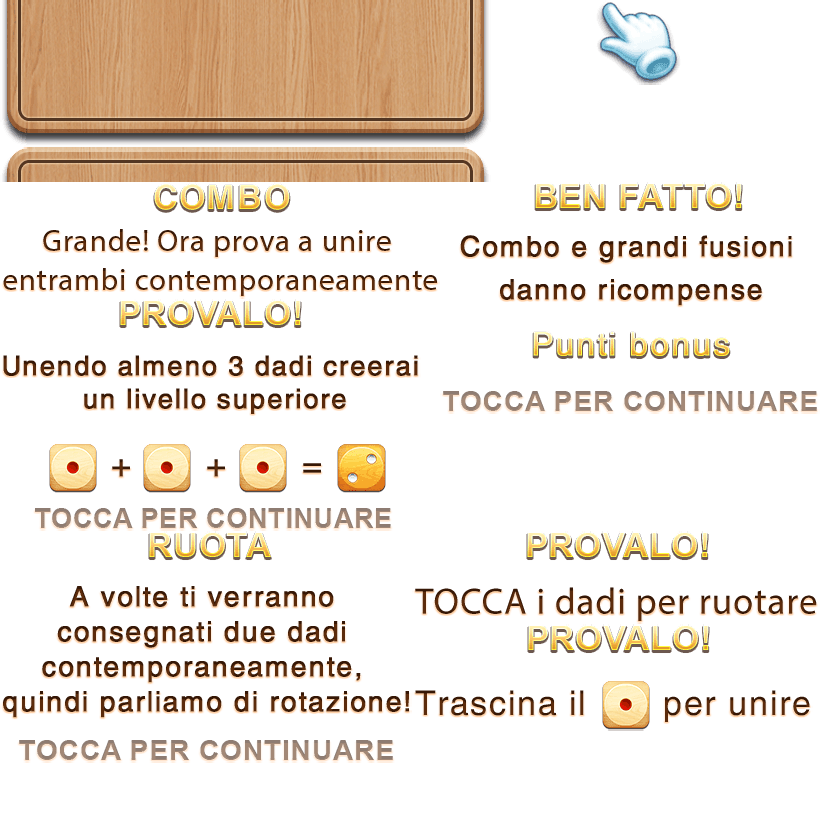 COMBO
Grande! Ora prova a unire
entrambi contemporaneamente
PROVALO!
Unendo almeno 3 dadi creerai
un livello superiore
+ + =
TOCCA PER CONTINUARE
RUOTA
A volte ti verranno
consegnati due dadi
contemporaneamente,
quindi parliamo di rotazione!
TOCCA PER CONTINUARE
BEN FATTO!
Combo e grandi fusioni
danno ricompense
Punti bonus
TOCCA PER CONTINUARE
PROVALO!
TOCCA i dadi per ruotare
PROVALO!
Trascina il per unire